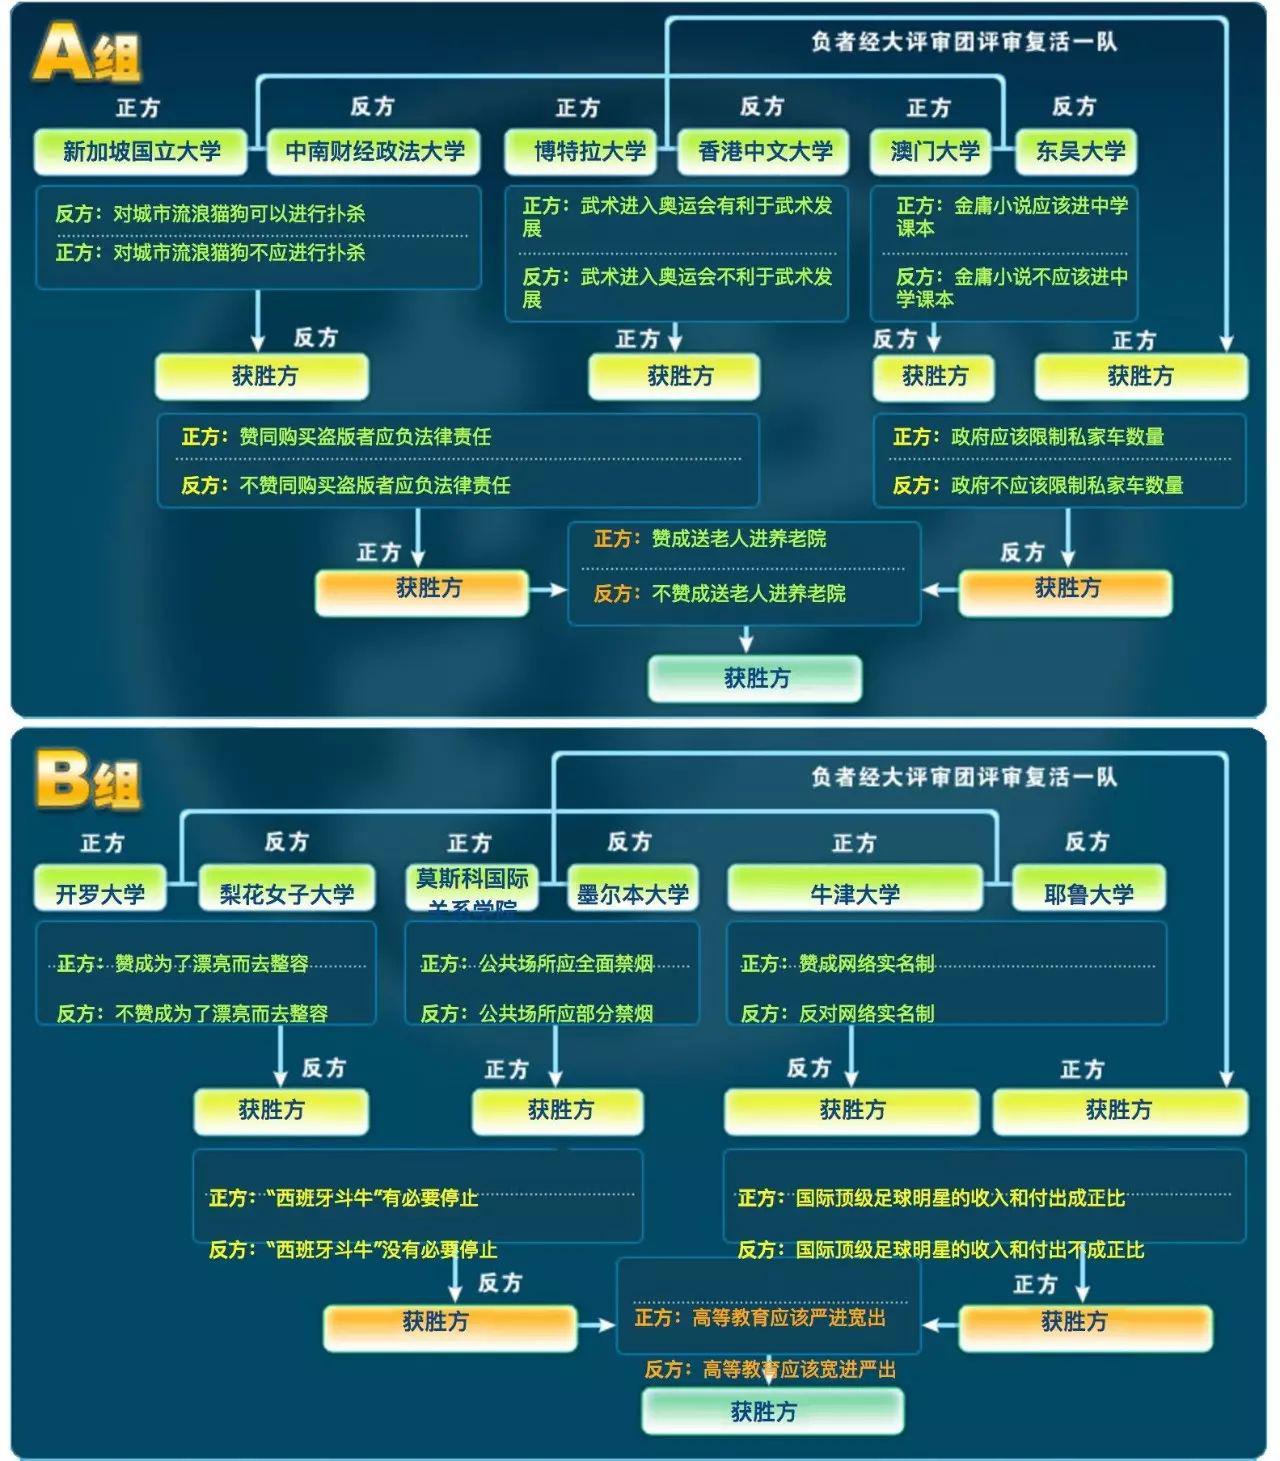 A组
负者经大评审团评审复活一队
正方
反方
正方
反方
正方
反方
新加坡国立大学
中南财经政法大学
博特拉大学
香港中文大学
澳门大学
东吴大学
反方：对城市流浪猫狗可以进行扑杀
正方：对城市流浪猫狗不应进行扑杀
正方：武术进入奥运会有利于武术发
展
反方：武术进入奥运会不利于武术发
展
正方：金庸小说应该进中学
课本
反方：金庸小说不应该进中
学课本
反方
正方
反方
正方
获胜方
获胜方
获胜方
获胜方
正方：赞同购买盗版者应负法律责任
反方：不赞同购买盗版者应负法律责任
正方：政府应该限制私家车数量
反方：政府不应该限制私家车数量
正方
反方
获胜方
正方：赞成送老人进养老院
反方：不赞成送老人进养老院
获胜方
获胜方
B组
负者经大评审团评审复活一队
正方
反方
正方
反方
正方
反方
开罗大学
梨花女子大学
莫斯科国际
关系学院
墨尔本大学
牛津大学
耶鲁大学
正方：赞成为了漂亮而去整容
反方：不赞成为了漂亮而去整容
正方：公共场所应全面禁烟
反方：公共场所应部分禁烟
正方：赞成网络实名制
反方：反对网络实名制
反方
正方
反方
正方
获胜方
获胜方
获胜方
获胜方
正方：“西班牙斗牛”有必要停止
反方：“西班牙斗牛”没有必要停止
正方：国际顶级足球明星的收入和付出成正比
反方：国际顶级足球明星的收入和付出不成正比
反方
正方
获胜方
正方：高等教育应该严进宽出
反方：高等教育应该宽进严出
获胜方
获胜方